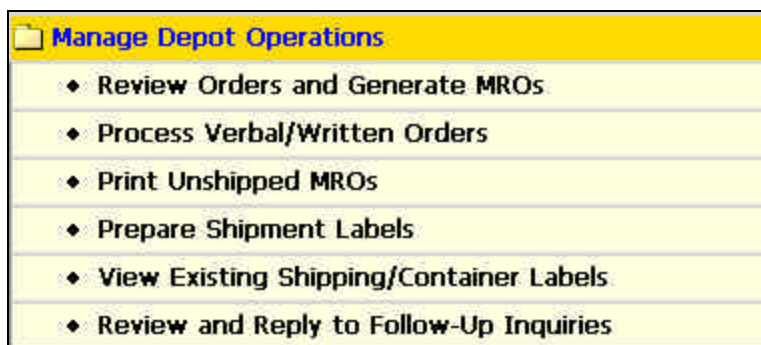 Manage Depot Operations
Review Orders and Generate MROs
Process Verbal/Written Orders
Print Unshipped MROs
Prepare Shipment Labels
View Existing Shipping/Container Labels
Review and Reply to Follow-Up Inquiries